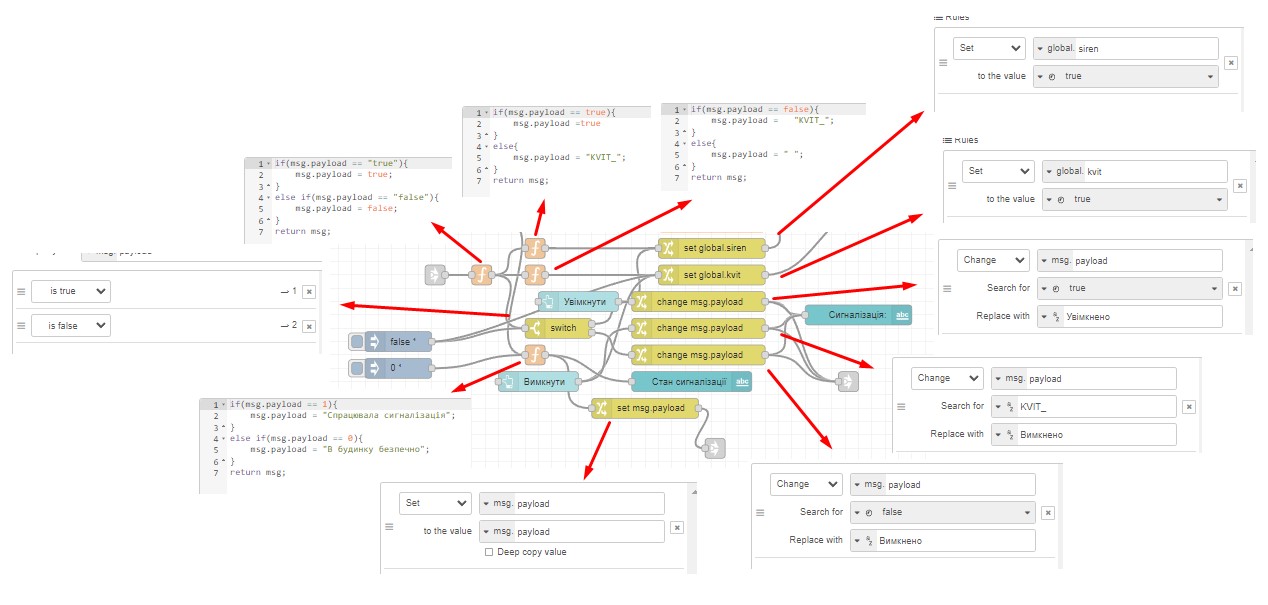 Rules
Set
global. siren
to the value
true
Rules
Set
global. kvit
to the value
true
1 if(msg.payload == true){
2 msg.payload =true
3 }
4 else{
5 msg.payload = "KVIT_";
6 }
7 return msg;
1 if(msg.payload == false){
2 msg.payload = "KVIT_";
3 }
4 else{
5 msg.payload = " ";
6 }
7 return msg;
1 if(msg.payload == "true"){
2 msg.payload = true;
3 }
4 else if(msg.payload == "false"){
5 msg.payload = false;
6 }
7 return msg;
is true
→ 1
is false
→ 2
f
f
f
f
set global.siren
set global.kvit
Увімкнути
change msg.payload
switch
change msg.payload
change msg.payload
Сигналізація:
abc
false *
0 *
Вимкнути
Стан сигналізації
abc
set msg.payload
Change
msg. payload
Search for
true
Replace with
Увімкнено
Change
msg. payload
Search for
KVIT_
Replace with
Вимкнено
1 if(msg.payload == 1){
2 msg.payload = "Спрацювала сигналізація";
3 }
4 else if(msg.payload == 0){
5 msg.payload = "В будинку безпечно";
6 }
7 return msg;
Set
msg. payload
to the value
msg. payload
Deep copy value
Change
msg. payload
Search for
false
Replace with
Вимкнено